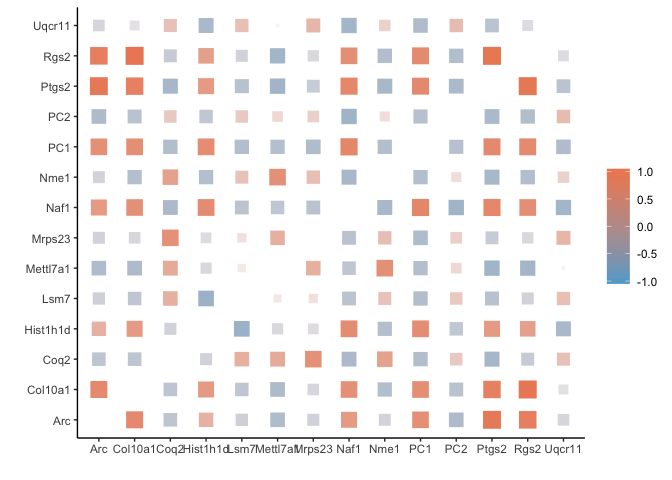 Uqcr11
Rgs2
Ptgs2
PC2
PC1
Nme1
Naf1
Mrps23
Mettl7a1
Lsm7
Hist1h1d
Coq2
Col10a1
Arc
1.0
0.5
0.0
-0.5
-1.0
Arc Col10a1 Coq2 Hist1h1d Lsm7 Mettl7a1 Mrps23 Naf1 Nme1 PC1 PC2 Ptgs2 Rgs2 Uqcr11